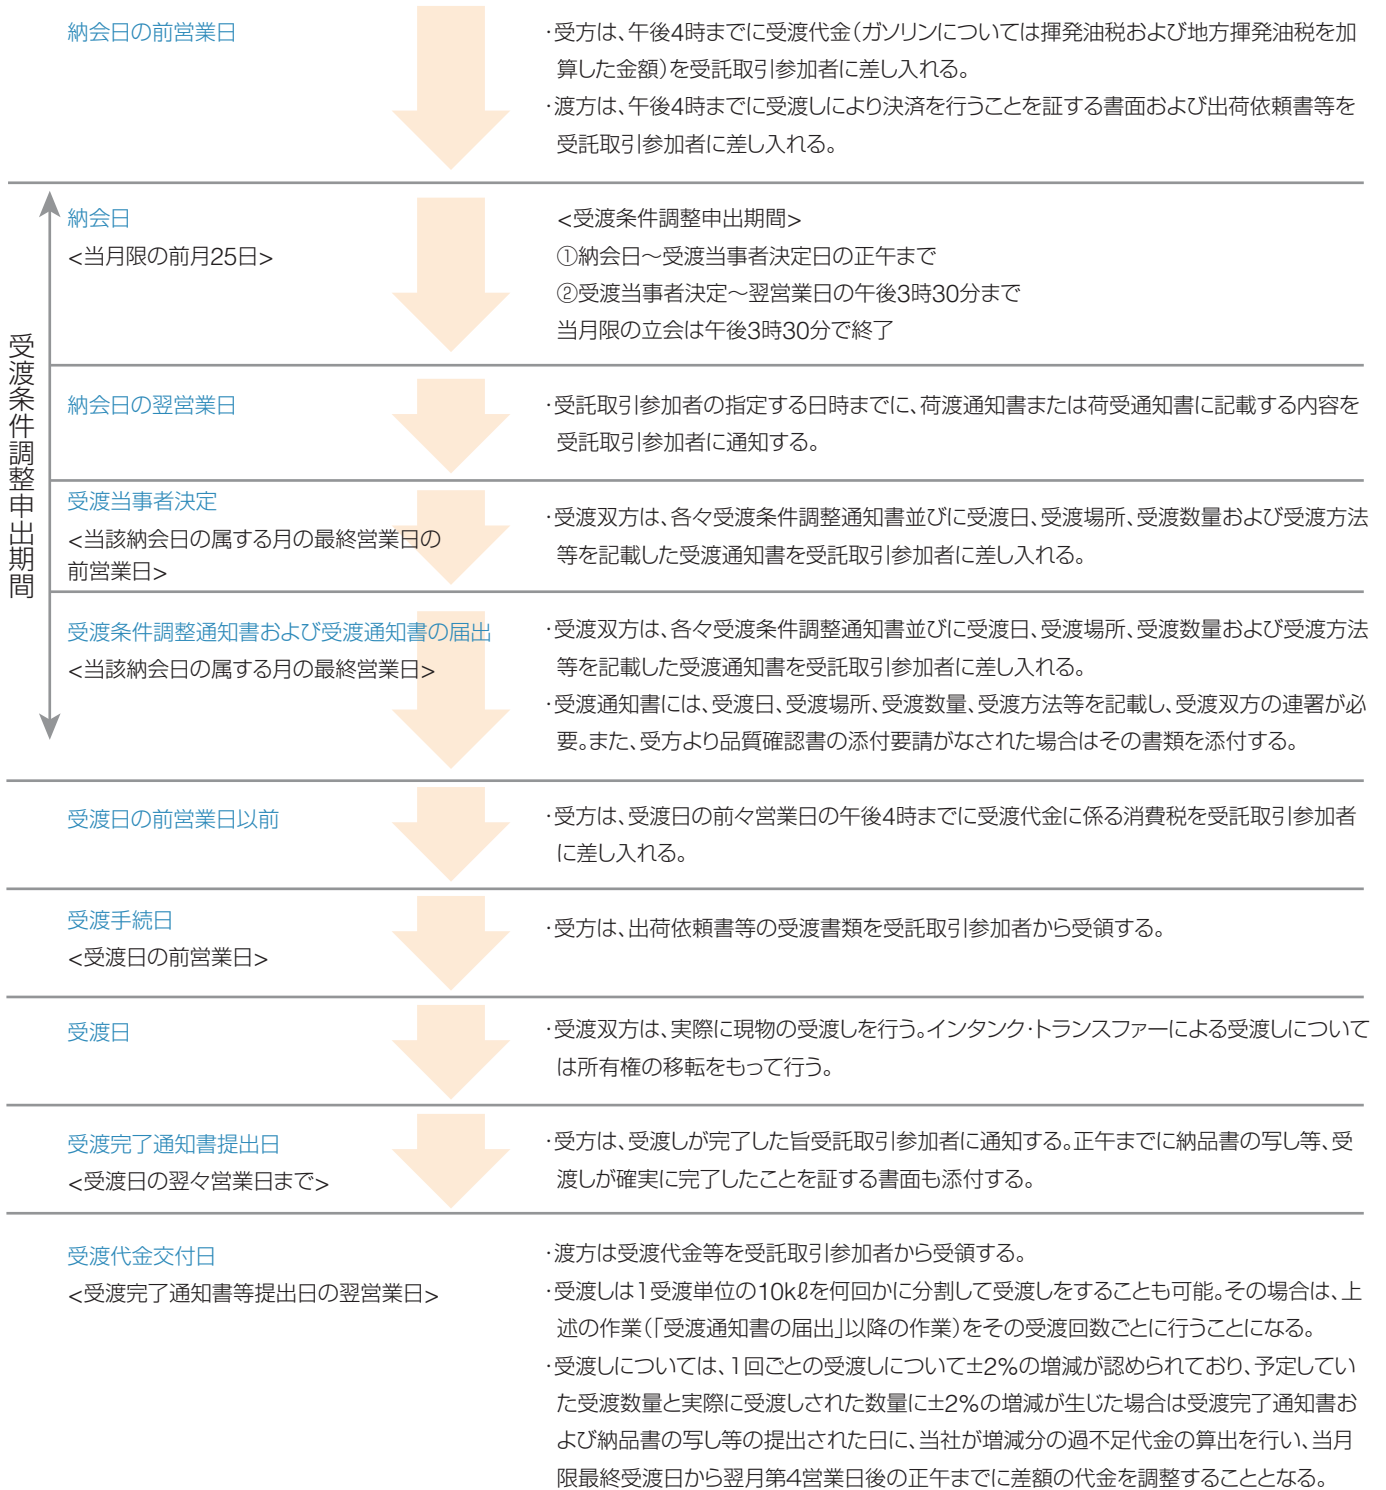 納会日の前営業日
・受方は、午後4時までに受渡代金（ガソリンについては揮発油税および地方揮発油税を加
算した金額）を受託取引参加者に差し入れる。
・渡方は、午後4時までに受渡しにより決済を行うことを証する書面および出荷依頼書等を
受託取引参加者に差し入れる。
受渡条件調整申出期間
納会日
<当月限の前月25日>
<受渡条件調整申出期間>
①納会日～受渡当事者決定日の正午まで
②受渡当事者決定～翌営業日の午後3時30分まで
当月限の立会は午後3時30分で終了
納会日の翌営業日
・受託取引参加者の指定する日時までに、荷渡通知書または荷受通知書に記載する内容を
受託取引参加者に通知する。
受渡当事者決定
<当該納会日の属する月の最終営業日の
前営業日>
・受渡双方は、各々受渡条件調整通知書並びに受渡日、受渡場所、受渡数量および受渡方法
等を記載した受渡通知書を受託取引参加者に差し入れる。
受渡条件調整通知書および受渡通知書の届出
<当該納会日の属する月の最終営業日>
・受渡双方は、各々受渡条件調整通知書並びに受渡日、受渡場所、受渡数量および受渡方法
等を記載した受渡通知書を受託取引参加者に差し入れる。
・受渡通知書には、受渡日、受渡場所、受渡数量、受渡方法等を記載し、受渡双方の連署が必
要。また、受方より品質確認書の添付要請がなされた場合はその書類を添付する。
受渡日の前営業日以前
・受方は、受渡日の前々営業日の午後4時までに受渡代金に係る消費税を受託取引参加者
に差し入れる。
受渡手続日
<受渡日の前営業日>
・受方は、出荷依頼書等の受渡書類を受託取引参加者から受領する。
受渡日
・受渡双方は、実際に現物の受渡しを行う。インタンク・トランスファーによる受渡しについて
は所有権の移転をもって行う。
受渡完了通知書提出日
<受渡日の翌々営業日まで>
・受方は、受渡しが完了した旨受託取引参加者に通知する。正午までに納品書の写し等、受
渡しが確実に完了したことを証する書面も添付する。
受渡代金交付日
<受渡完了通知書等提出日の翌営業日>
・渡方は受渡代金等を受託取引参加者から受領する。
・受渡しは1受渡単位の10kℓを何回かに分割して受渡しをすることも可能。その場合は、上
述の作業（「受渡通知書の届出」以降の作業）をその受渡回数ごとに行うことになる。
・受渡しについては、1回ごとの受渡しについて±2%の増減が認められており、予定してい
た受渡数量と実際に受渡しされた数量に±2%の増減が生じた場合は受渡完了通知書お
よび納品書の写し等の提出された日に、当社が増減分の過不足代金の算出を行い、当月
限最終受渡日から翌月第4営業日後の正午までに差額の代金を調整することとなる。